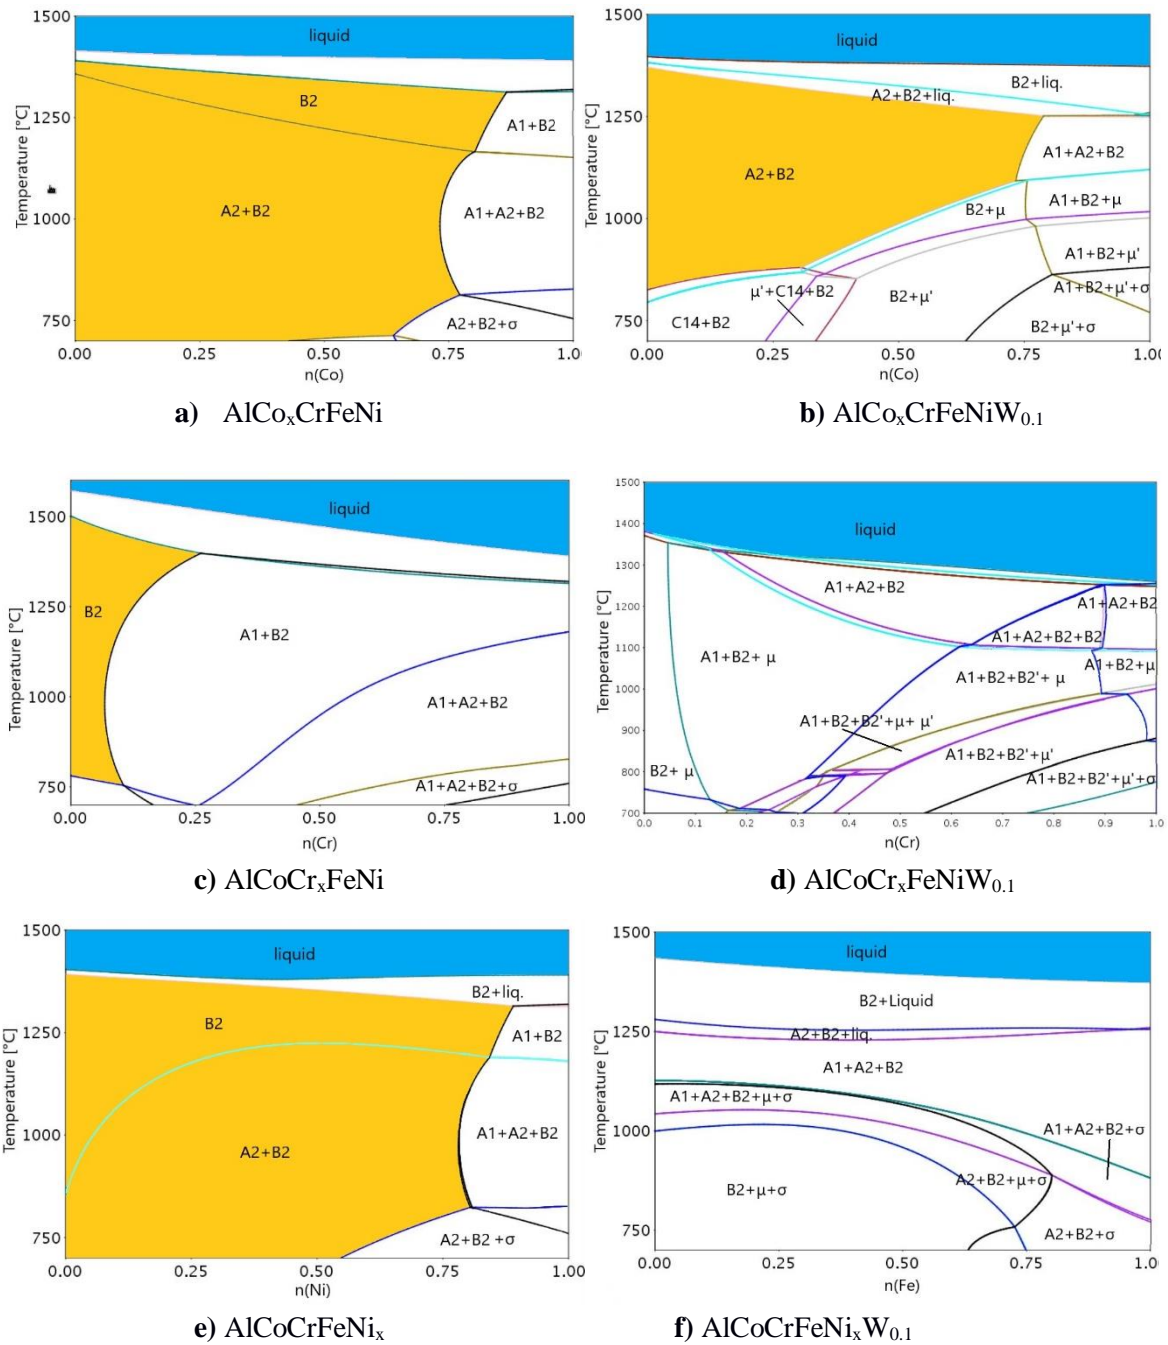 1500
1250
1000
750
Temperature [°C]
liquid
B2
A1+B2
A2+B2
A1+A2+B2
A2+B2+σ
0.00 0.25 0.50 0.75 1.0
n(Co)
a) AlCoxCrFeNi
1500
1250
1000
750
Temperature [°C]
liquid
B2+liq.
A2+B2+liq.
A1+A2+B2
A2+B2
B2+μ
A1+B2+μ
A1+B2+μ'
μ'+C14+B2
B2+μ'
A1+B2+μ'+σ
C14+B2
B2+μ'+σ
0.00 0.25 0.50 0.75 1.0
n(Co)
b) AlCoxCrFeNiW0.1
1500
1250
1000
750
Temperature [°C]
liquid
B2
A1+B2
A1+A2+B2
A1+A2+B2+σ
0.00 0.25 0.50 0.75 1.00
n(Cr)
c) AlCoCrxFeNi
1500
1400
1300
1200
1100
1000
900
800
700
Temperature [°C]
liquid
A1+A2+B2
A1+A2+B2
A1+A2+B2+B2'
A1+B2+ μ
A1+B2+μ
A1+B2+B2'+ μ
A1+B2+B2'+μ+ μ'
A1+B2+B2'+μ'
B2+ μ
A1+B2+B2'+μ'+σ
0.0 0.1 0.2 0.3 0.4 0.5 0.6 0.7 0.8 0.9 1.0
n(Cr)
d) AlCoCrxFeNiW0.1
1500
1250
1000
750
Temperature [°C]
liquid
B2+liq.
B2
A1+B2
A1+A2+B2
A2+B2
A2+B2 +σ
0.00 0.25 0.50 0.75 1.00
n(Ni)
e) AlCoCrFeNix
1500
1250
1000
750
Temperature [°C]
liquid
B2+Liquid
A2+B2+liq.
A1+A2+B2
A1+A2+B2+μ+σ
A1+A2+B2+σ
A2+B2+μ+σ
B2+μ+σ
A2+B2+σ
0.00 0.25 0.50 0.75 1.0
n(Fe)
f) AlCoCrFeNixW0.1